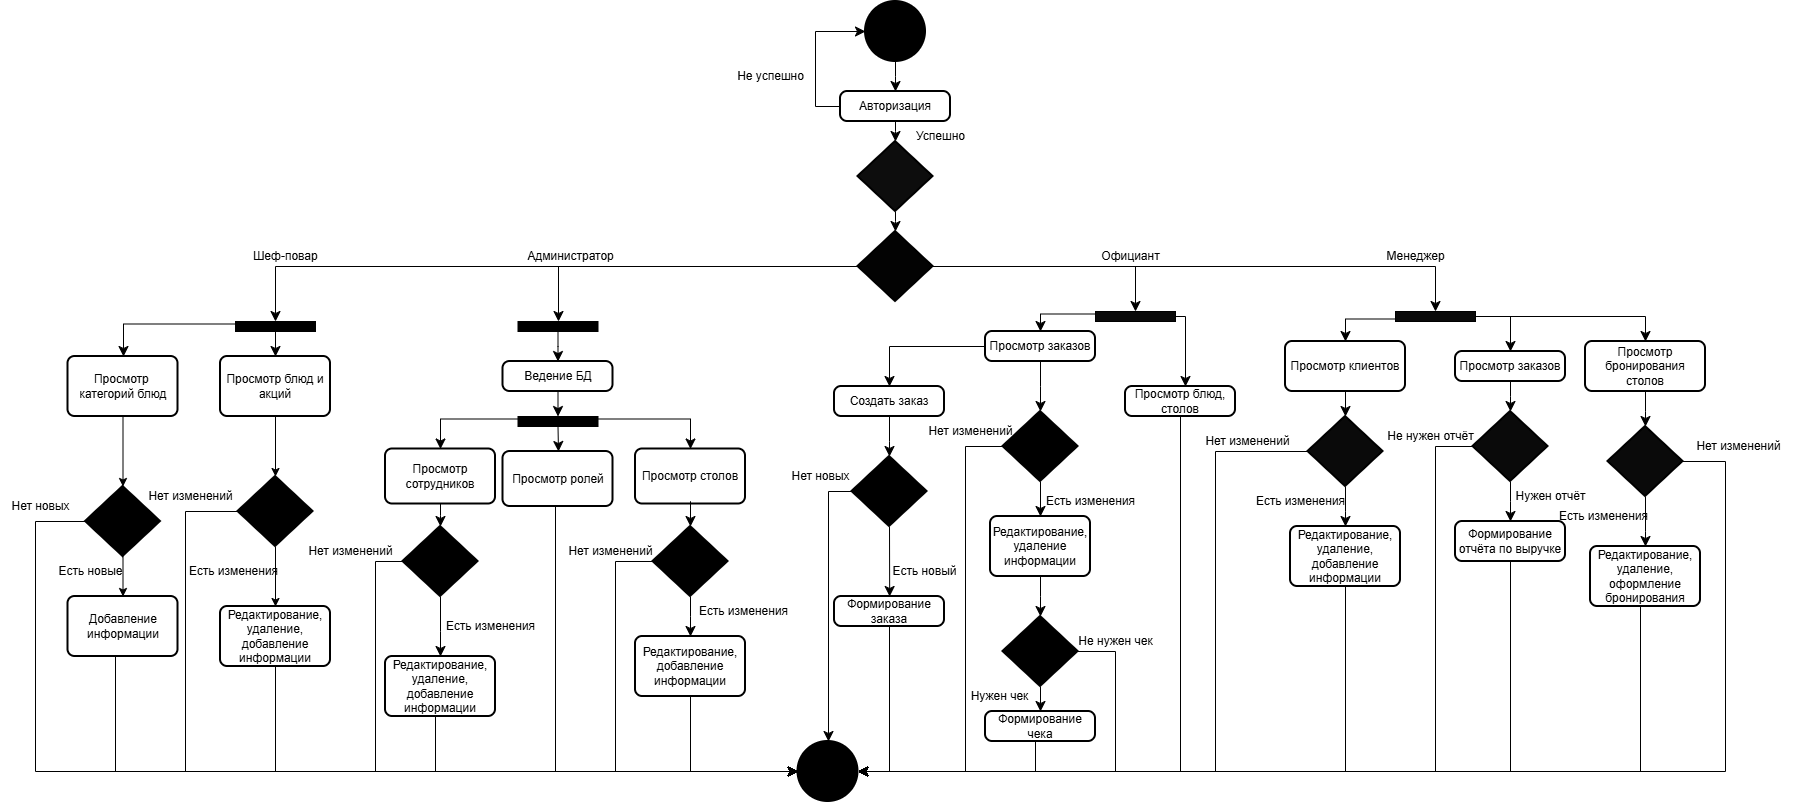 Не успешно
Авторизация
Успешно
Шеф-повар
Администратор
Официант
Менеджер
Просмотр
категорий блюд
Просмотр блюд и
акций
Ведение БД
Просмотр заказов
Создать заказ
Просмотр блюд,
столов
Просмотр клиентов
Просмотр заказов
Просмотр
бронирования
столов
Просмотр
сотрудников
Просмотр ролей
Просмотр столов
Нет изменений
Нет изменений
Не нужен отчёт
Нет изменений
Нет новых
Нет изменений
Нет новых
Есть изменения
Есть изменения
Нужен отчёт
Есть изменения
Нет изменений
Нет изменений
Есть новые
Есть изменения
Есть новый
Редактирование,
удаление
информации
Редактирование,
удаление,
добавление
информации
Формирование
отчёта по выручке
Редактирование,
удаление,
оформление
бронирования
Добавление
информации
Редактирование,
удаление,
добавление
информации
Есть изменения
Есть изменения
Формирование
заказа
Редактирование,
удаление,
добавление
информации
Редактирование,
добавление
информации
Не нужен чек
Нужен чек
Формирование
чека